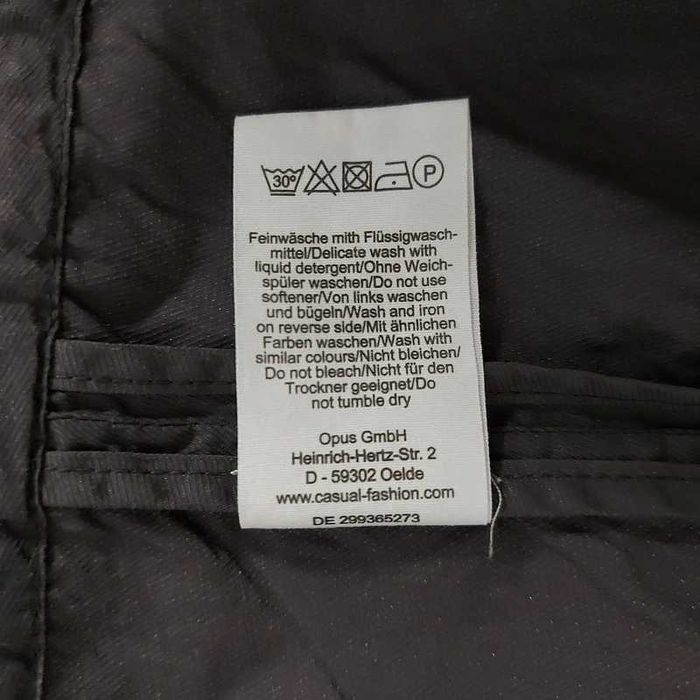 30°
P
Feinwäsche mith Flüssigwasch-
mittel/Delicate wash with
liquid detergent/Ohne Weich-
spüler waschen/Do not use
softener/Von links waschen
und bügeln/Wash and iron
on reverse side/Mit ähnlichen
Farben waschen/Wash with
similar colours/Nicht bleichen/
Do not bleach/Nicht für den
Trockner geeignet/Do
not tumble dry
Opus GmbH
Heinrich-Hertz-Str. 2
D - 59302 Oelde
www.casual-fashion.com
DE 299365273